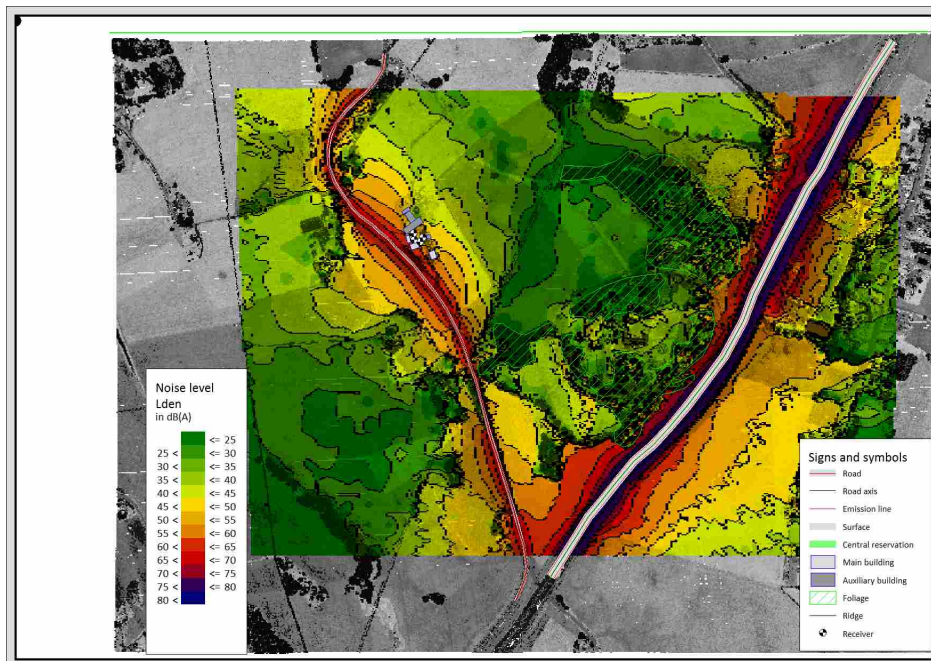 Noise level
Lden
in dB(A)
<= 25
25 < <= 30
30 < <= 35
35 < <= 40
40 < <= 45
45 < <= 50
50 < <= 55
55 < <= 60
60 < <= 65
65 < <= 70
70 < <= 75
75 < <= 80
80 <
Signs and symbols
Road
Road axis
Emission line
Surface
Central reservation
Main building
Auxiliary building
Foliage
Ridge
Receiver